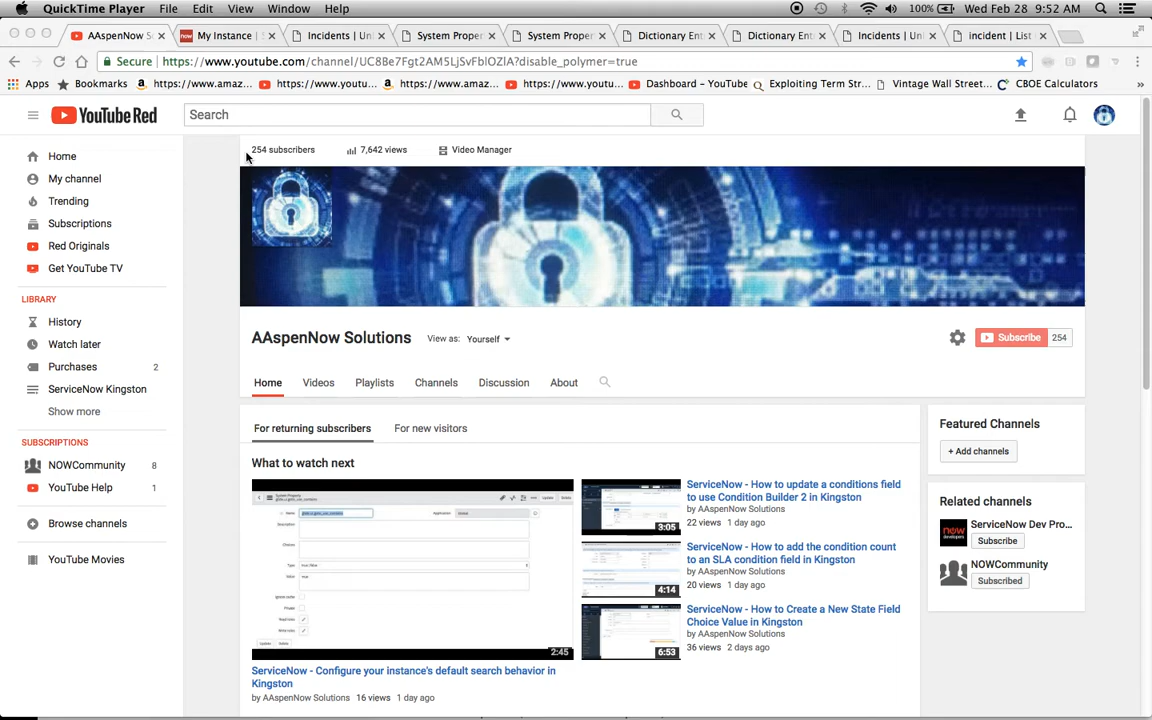 QuickTime Player File Edit View Window Help 100% Wed Feb 28 9:52 AM
AAspenNow S My Instance | S Incidents | Un System Proper System Proper Dictionary Ent Dictionary Ent Incidents | Un incident | List
Secure https://www.youtube.com/channel/UC8Be7Fgt2AM5LjSvFblOZIA?disable_polymer=true
Apps Bookmarks https://www.amaz... https://www.youtu... https://www.amaz... https://www.youtu... Dashboard - YouTube Exploiting Term Str... Vintage Wall Street... CBOE Calculators »
YouTube Red Search
254 subscribers 7,642 views Video Manager
Home
My channel
Trending
Subscriptions
Red Originals
Get YouTube TV
LIBRARY
History
Watch later
Purchases 2
ServiceNow Kingston
Show more
SUBSCRIPTIONS
NOWCommunity 8
YouTube Help 1
Browse channels
YouTube Movies
AAspenNow Solutions View as: Yourself Subscribe 254
Home Videos Playlists Channels Discussion About
For returning subscribers For new visitors
What to watch next
2:45
ServiceNow - Configure your instance's default search behavior in
Kingston
by AAspenNow Solutions 16 views 1 day ago
3:05
ServiceNow - How to update a conditions field
to use Condition Builder 2 in Kingston
by AAspenNow Solutions
22 views 1 day ago
4:14
ServiceNow - How to add the condition count
to an SLA condition field in Kingston
by AAspenNow Solutions
20 views 1 day ago
6:53
ServiceNow - How to Create a New State Field
Choice Value in Kingston
by AAspenNow Solutions
36 views 2 days ago
Featured Channels
+ Add channels
Related channels
ServiceNow Dev Pro...
Subscribe
NOWCommunity
Subscribed